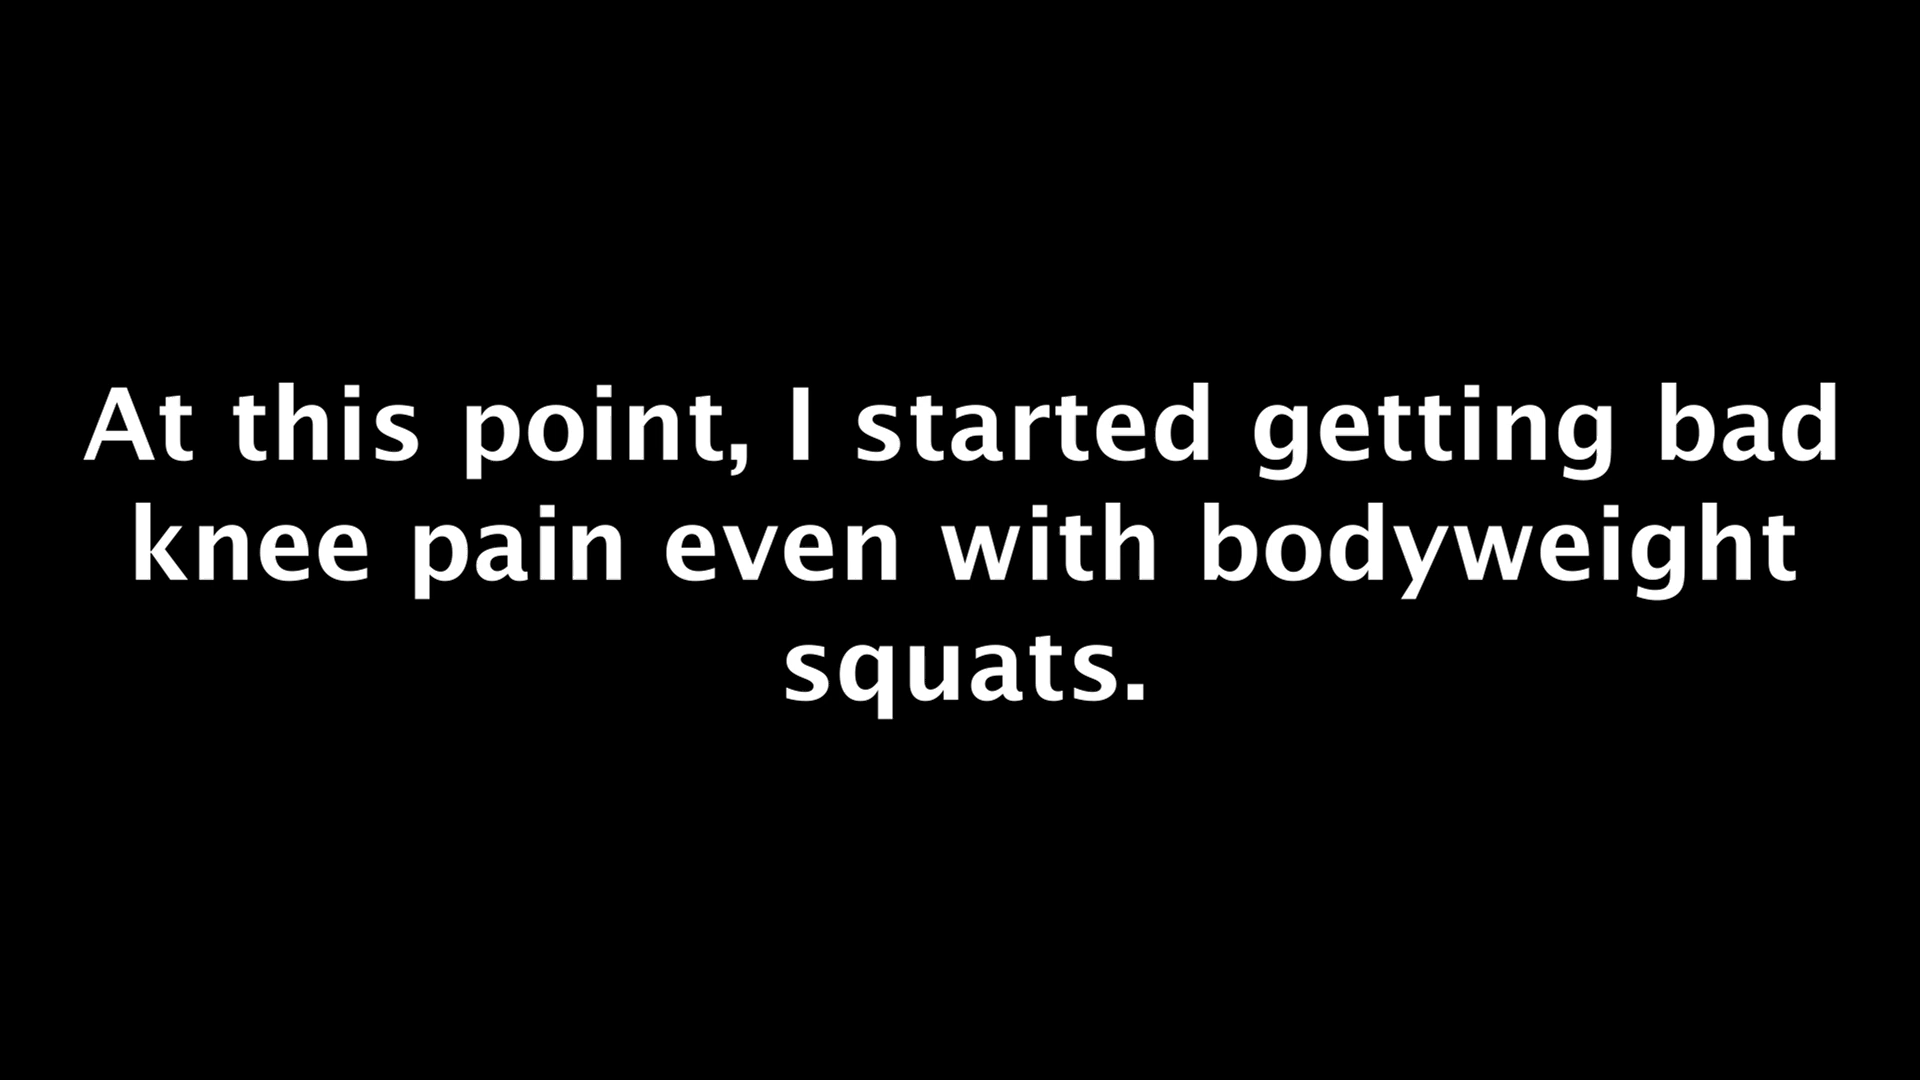 At this point, I started getting bad
knee pain even with bodyweight
squats.